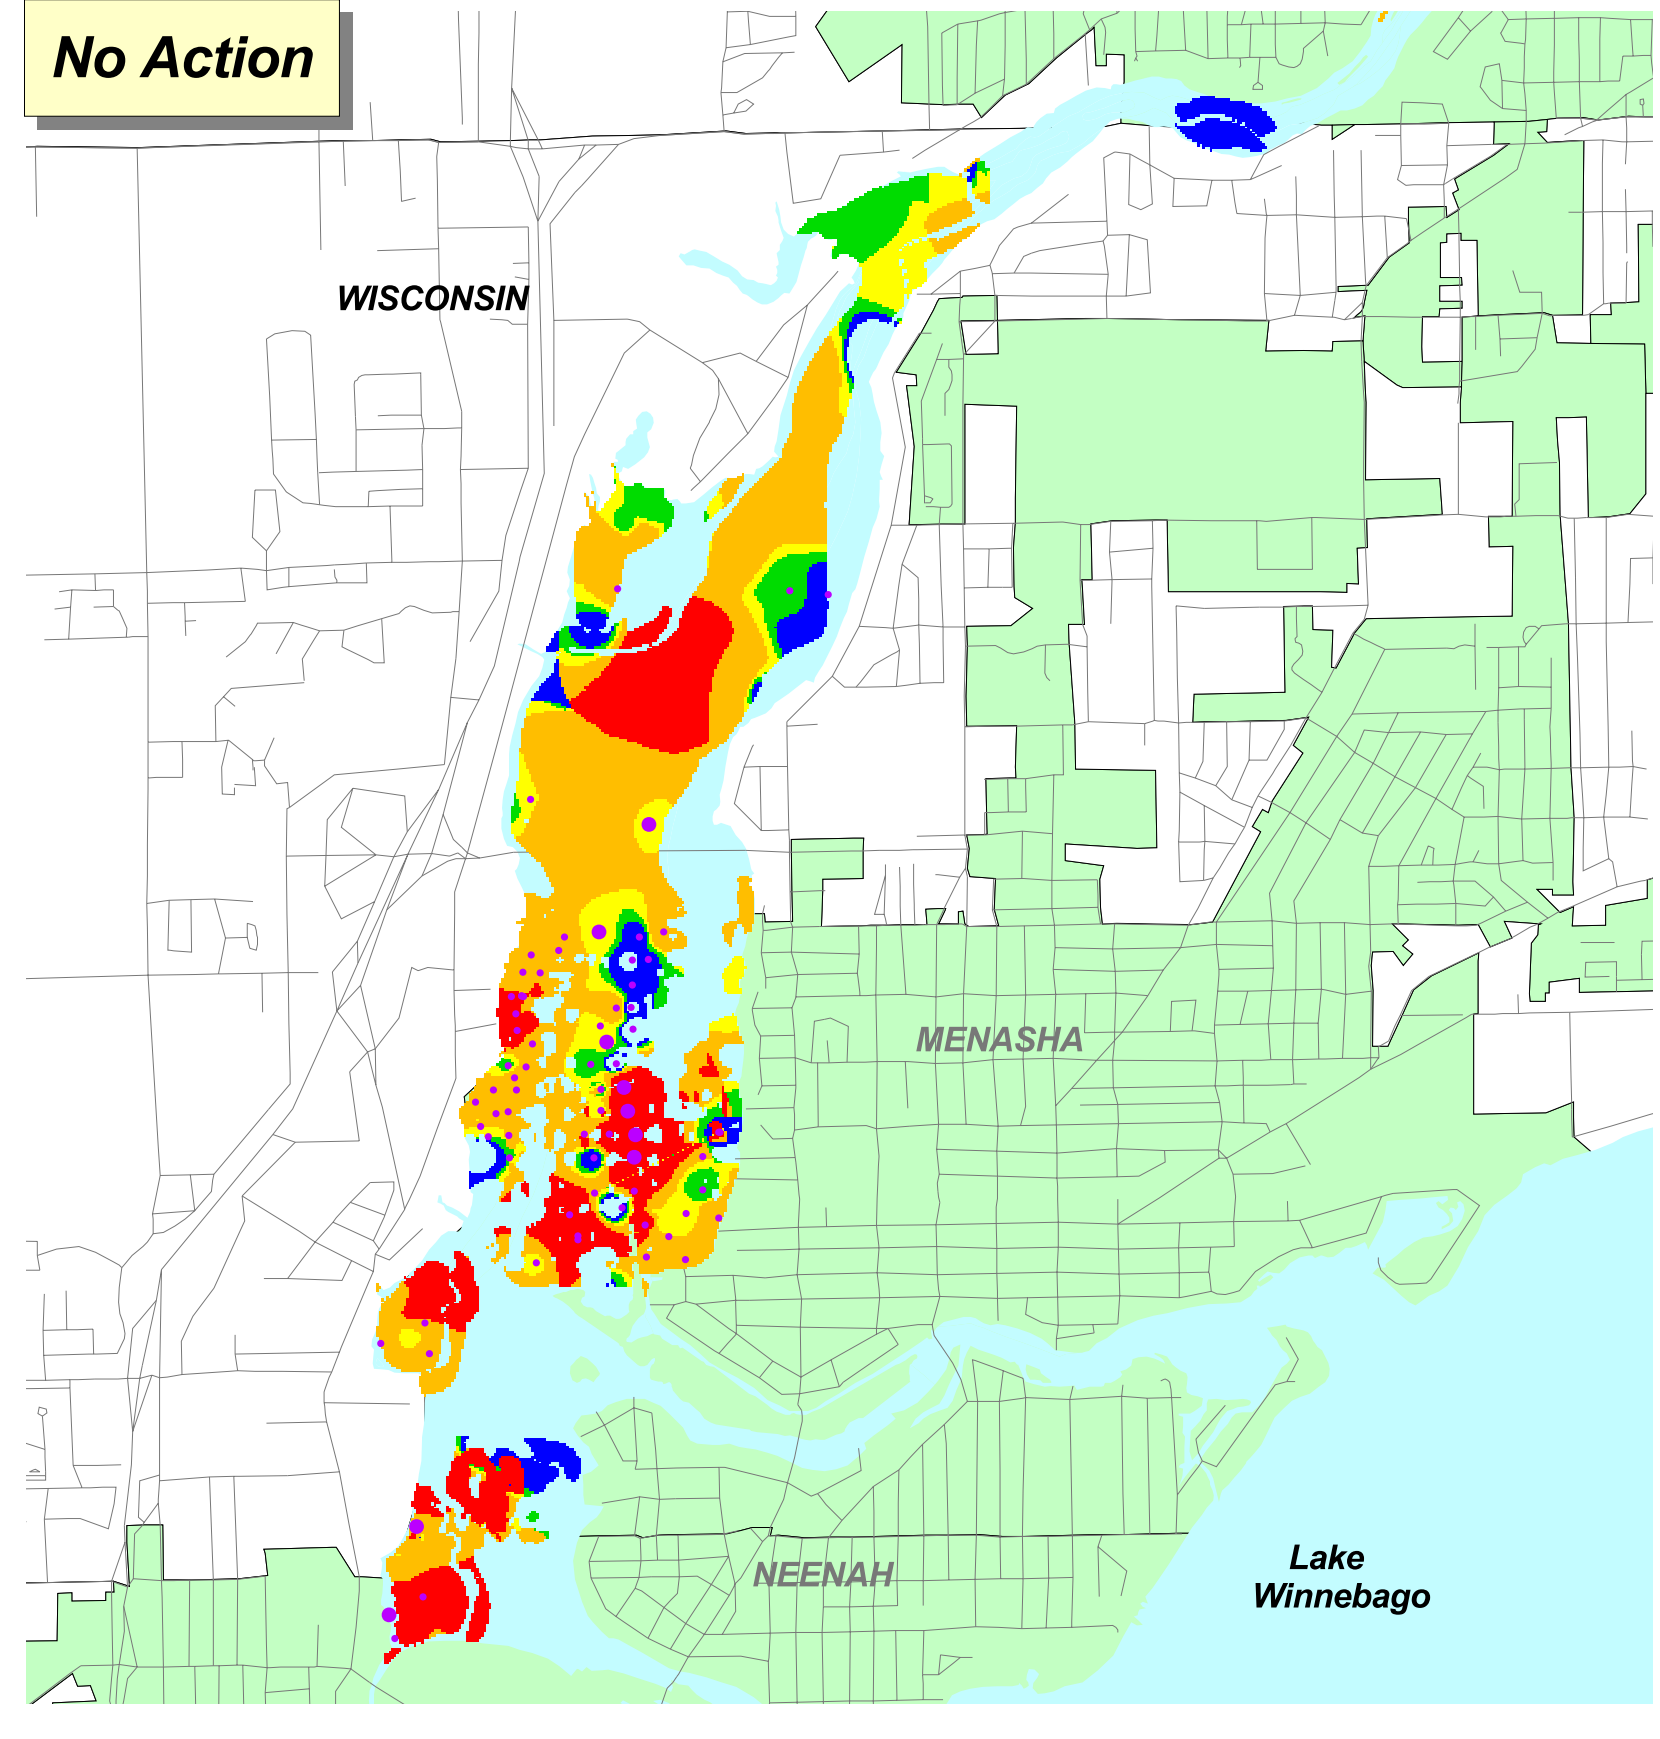 No Action
WISCONSIN
MENASHA
NEENAH
Lake
Winnebago